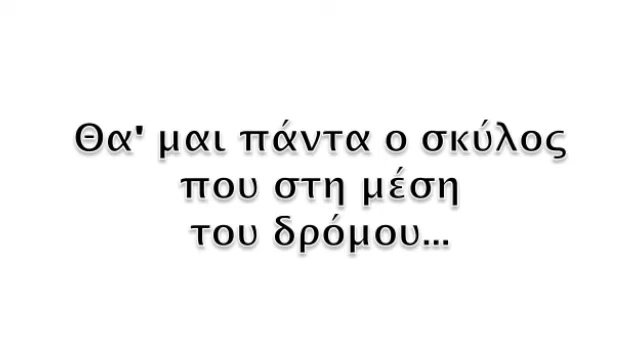 Θα' μαι πάντα ο σκύλος
που στη μέση
του δρόμου...